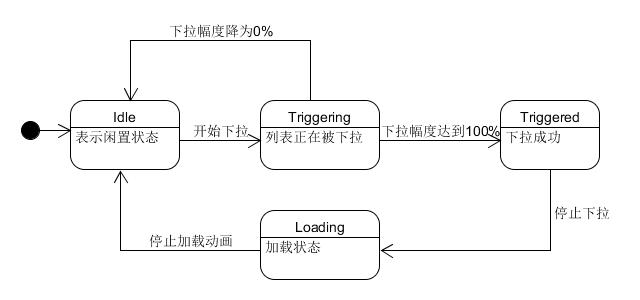 下拉幅度降为0%
Idle
表示闲置状态
开始下拉
Triggering
列表正在被下拉
下拉幅度达到100%
Triggered
下拉成功
停止下拉
Loading
加载状态
停止加载动画